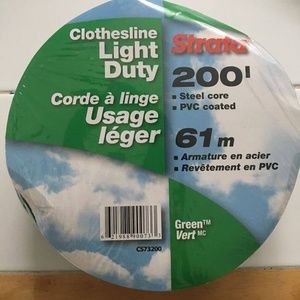 Clothesline
Light
Duty
Corde à linge
Usage
léger
Strata
200'
Steel core
PVC coated
61 m
Armature en acier
Revêtement en PVC
Green™
Vert MC
CS73200